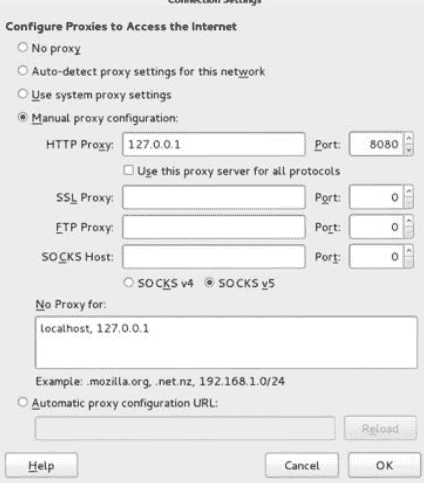 Connection Settings
Configure Proxies to Access the Internet
No proxy
Auto-detect proxy settings for this network
Use system proxy settings
Manual proxy configuration:
HTTP Proxy: 127.0.0.1 Port: 8080
Use this proxy server for all protocols
SSL Proxy: Port: 0
FTP Proxy: Port: 0
SOCKS Host: Port: 0
SOCKS v4 SOCKS v5
No Proxy for:
localhost, 127.0.0.1
Example: .mozilla.org, .net.nz, 192.168.1.0/24
Automatic proxy configuration URL:
Reload
Help Cancel OK